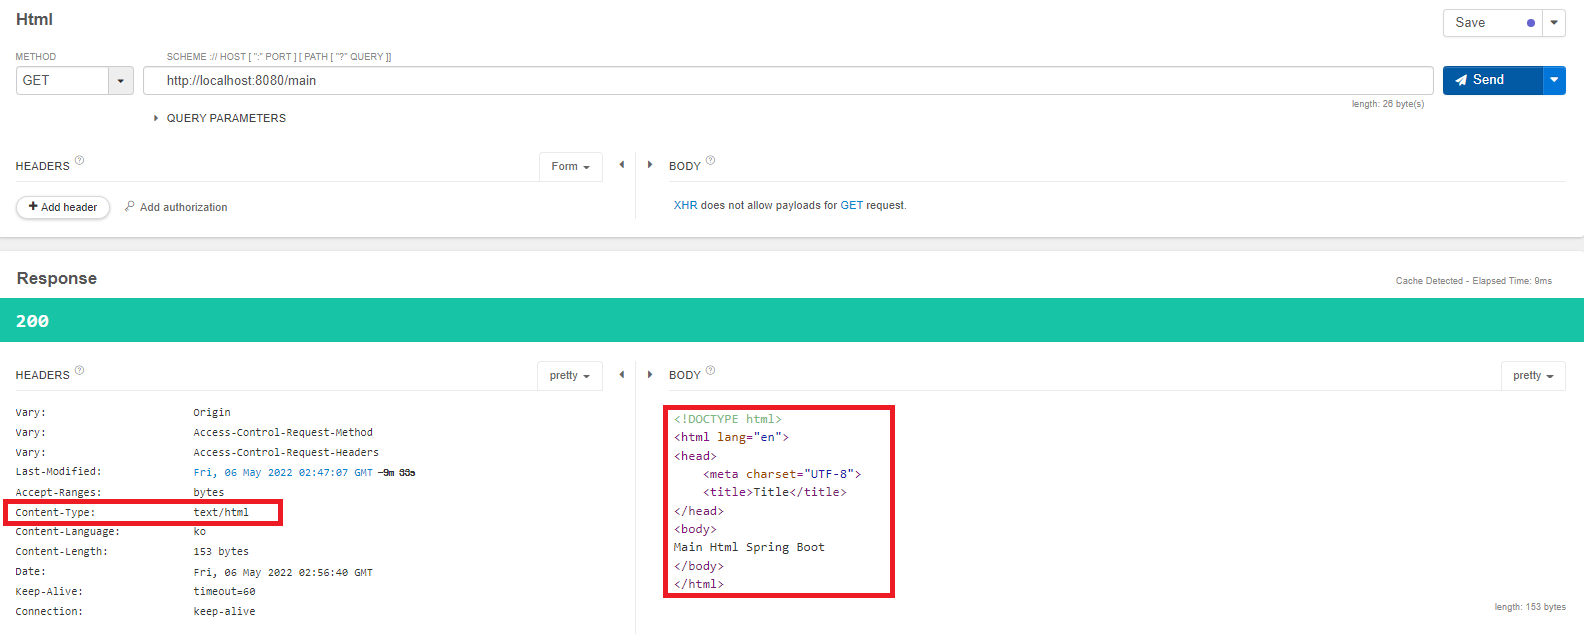 Html
Save
METHOD
SCHEME :// HOST [ ":" PORT ] [ PATH [ "?" QUERY ]]
GET
http://localhost:8080/main
Send
length: 26 byte(s)
QUERY PARAMETERS
HEADERS ?
Form
BODY ?
+ Add header
Add authorization
XHR does not allow payloads for GET request.
Response
Cache Detected - Elapsed Time: 9ms
200
HEADERS ?
pretty
BODY ?
pretty
Vary: Origin
Vary: Access-Control-Request-Method
Vary: Access-Control-Request-Headers
Last-Modified: Fri, 06 May 2022 02:47:07 GMT -9m 33s
Accept-Ranges: bytes
Content-Type: text/html
Content-Language: ko
Content-Length: 153 bytes
Date: Fri, 06 May 2022 02:56:40 GMT
Keep-Alive: timeout=60
Connection: keep-alive
<!DOCTYPE html>
<html lang="en">
<head>
    <meta charset="UTF-8">
    <title>Title</title>
</head>
<body>
Main Html Spring Boot
</body>
</html>
length: 153 bytes